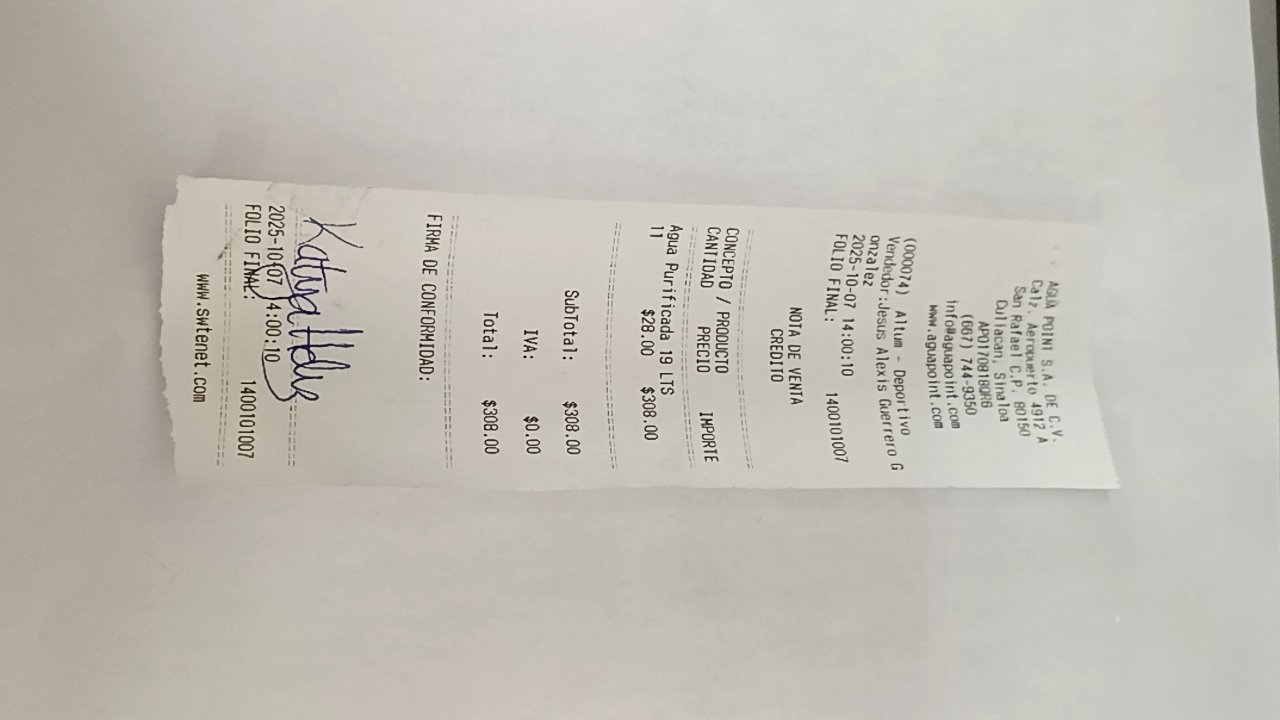 AGUA POINT S.A. DE C.V.
Calz. Aeropuerto 4912 A
San Rafael C.P. 80150
Culiacan, Sinaloa
APO170818QR6
(667) 744-9350
info@aguapoint.com
www.aguapoint.com
(000074) Altum - Deportivo
Vendedor:Jesus Alexis Guerrero G
onzalez
2025-10-07 14:00:10
FOLIO FINAL: 1400101007
NOTA DE VENTA
CREDITO
CONCEPTO / PRODUCTO
CANTIDAD PRECIO IMPORTE
Agua Purificada 19 LTS
11 $28.00 $308.00
SubTotal: $308.00
IVA: $0.00
Total: $308.00
FIRMA DE CONFORMIDAD:
Katya Hdez
2025-10-07 14:00:10
FOLIO FINAL: 1400101007
www.swtenet.com